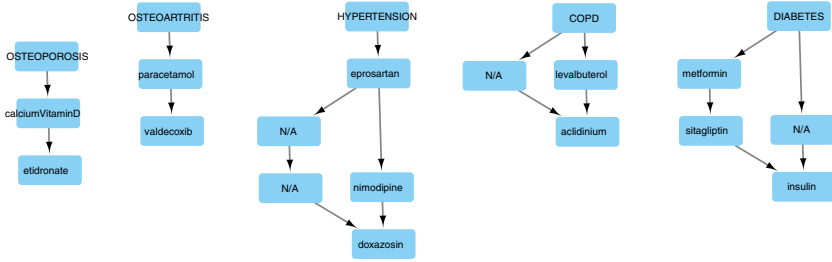 OSTEOPOROSIS
calciumVitaminD
etidronate
OSTEOARTRITIS
paracetamol
valdecoxib
HYPERTENSION
eprosartan
N/A
N/A
nimodipine
doxazosin
COPD
N/A
levalbuterol
aclidinium
DIABETES
metformin
sitagliptin
N/A
insulin